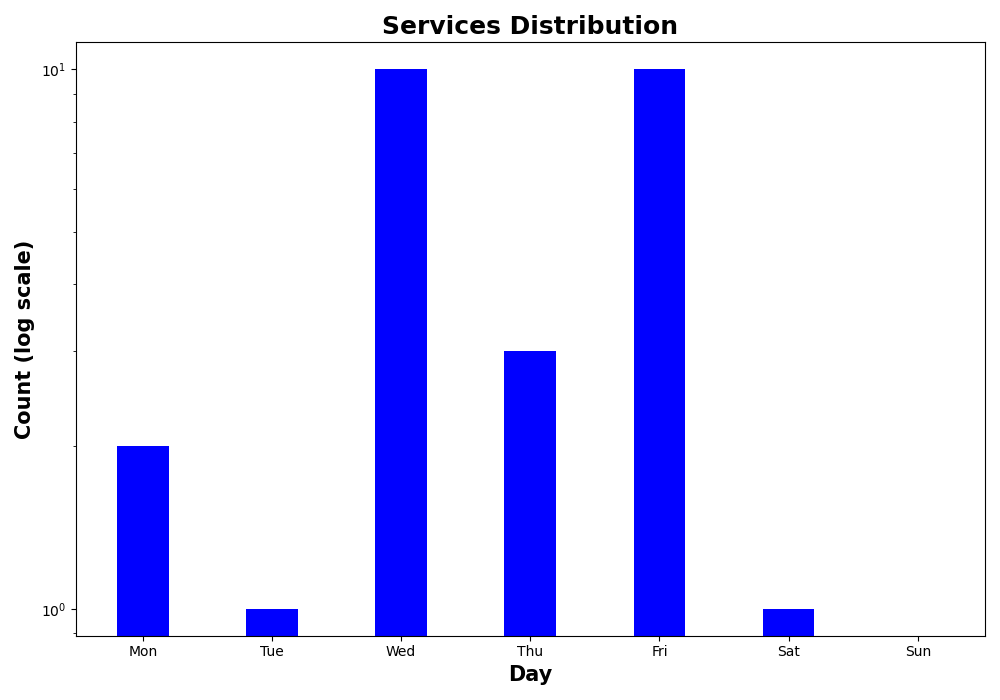 Services Distribution
Count (log scale)
10¹
10⁰
Mon Tue Wed Thu Fri Sat Sun
Day